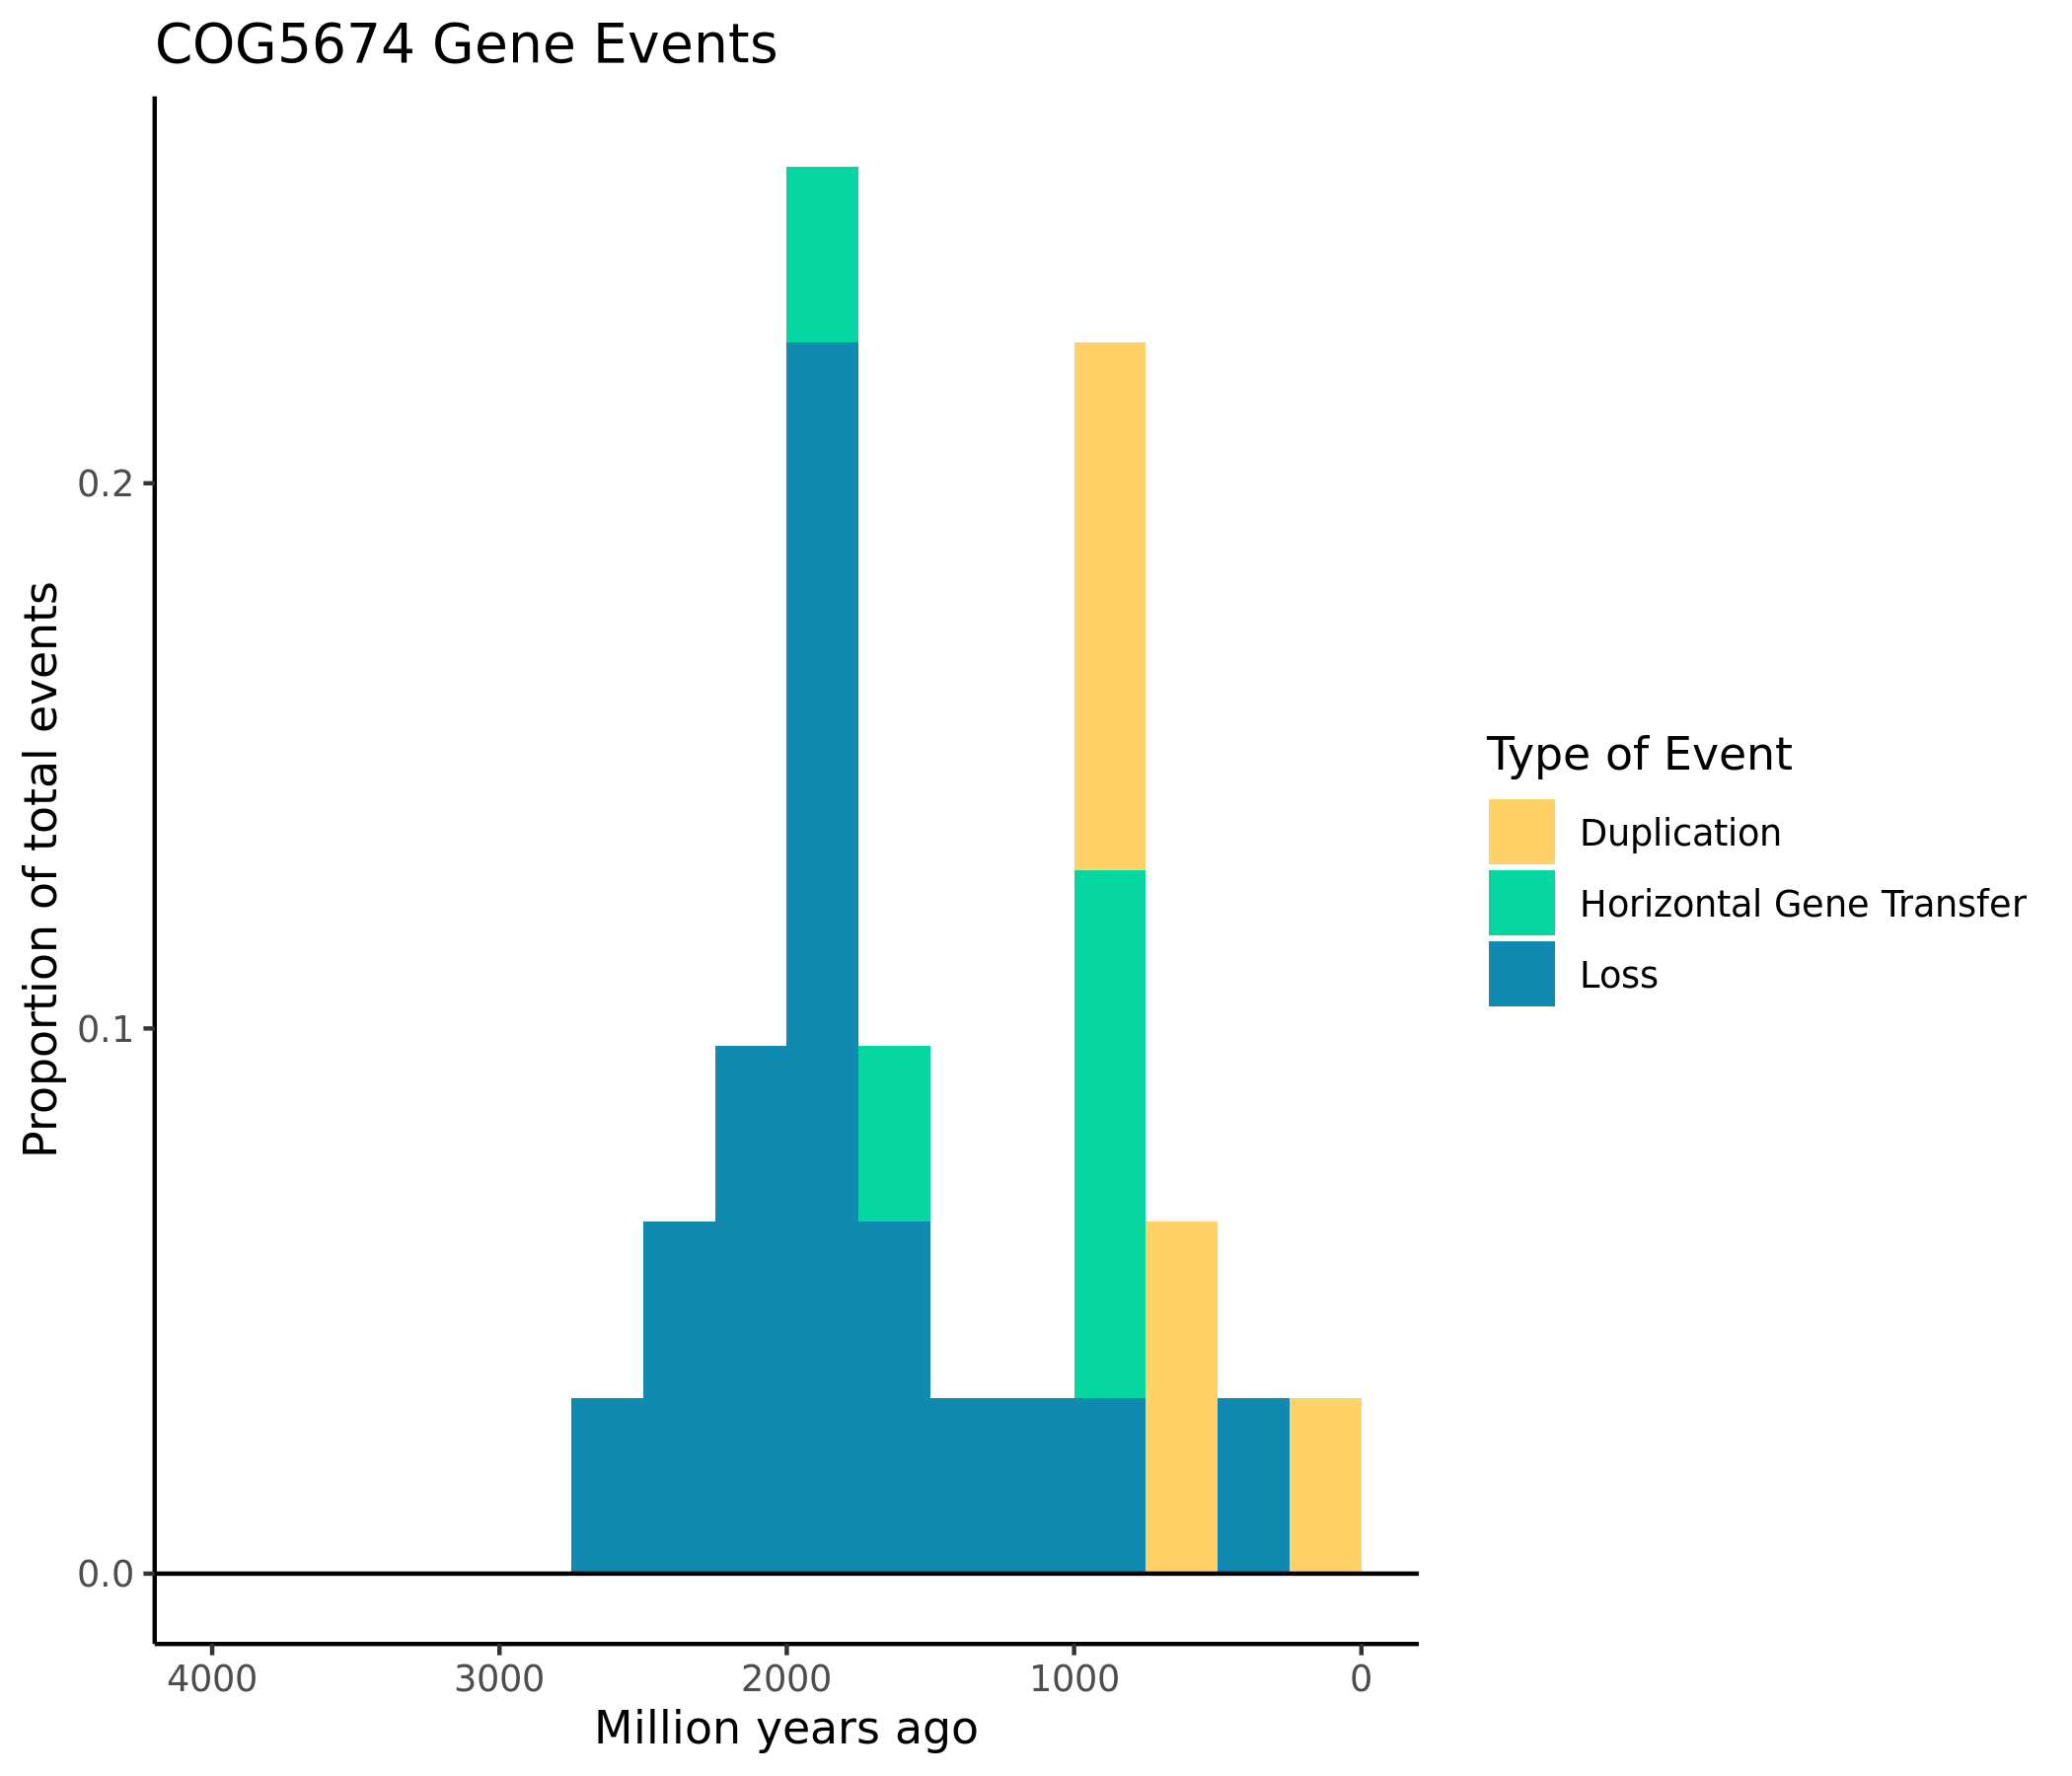 COG5674 Gene Events
Proportion of total events
0.2
0.1
0.0
4000 3000 2000 1000 0
Million years ago
Type of Event
Duplication
Horizontal Gene Transfer
Loss